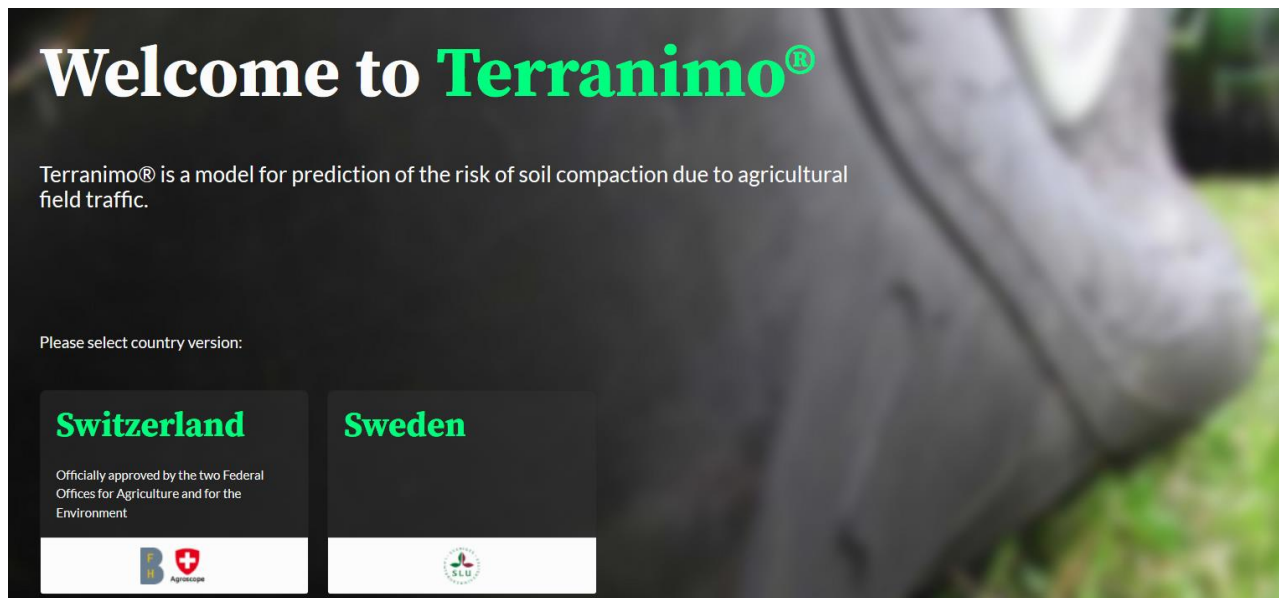 Welcome to Terranimo®
Terranimo® is a model for prediction of the risk of soil compaction due to agricultural
field traffic.
Please select country version:
Switzerland
Officially approved by the two Federal
Offices for Agriculture and for the
Environment
B
F
H
Agroscope
Sweden
SLU